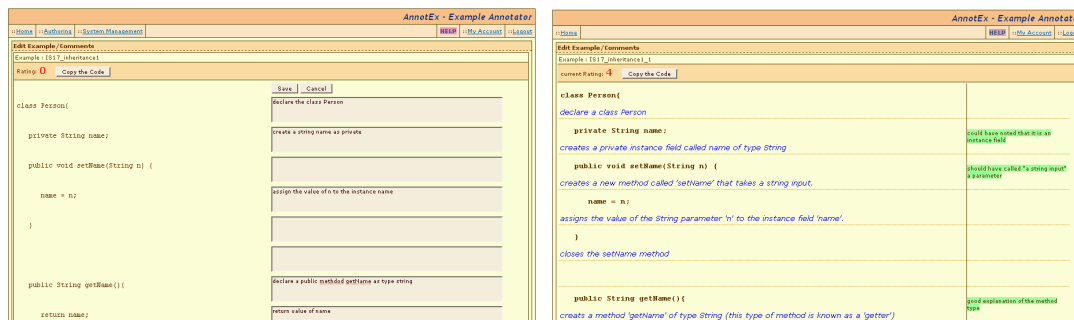 AnnotEx - Example Annotator
::Home ::Authoring ::System Management HELP ::My Account ::Logout
Edit Example/Comments
Example : IS17_inheritance1
Rating: 0 Copy the Code
Save Cancel
class Person{
declare the class Person
private String name;
create a string name as private
public void setName(String n) {
name = n;
assign the value of n to the instance name
}
public String getName(){
declare a public methdod getName as type string
return name;
return value of name
AnnotEx - Example Annotat
::Home HELP ::My Account ::Log
Edit Example/Comments
Example : IS17_inheritance1_1
current Rating: 4 Copy the Code
class Person{
declare a class Person
private String name;
could have noted that it is an
instance field
creates a private instance field called name of type String
public void setName(String n) {
should have called "a string input"
a parameter
creates a new method called 'setName' that takes a string input.
name = n;
assigns the value of the String parameter 'n' to the instance field 'name'.
}
closes the setName method
public String getName(){
good explanation of the method
type
creats a method 'getName' of type String (this type of method is known as a 'getter')